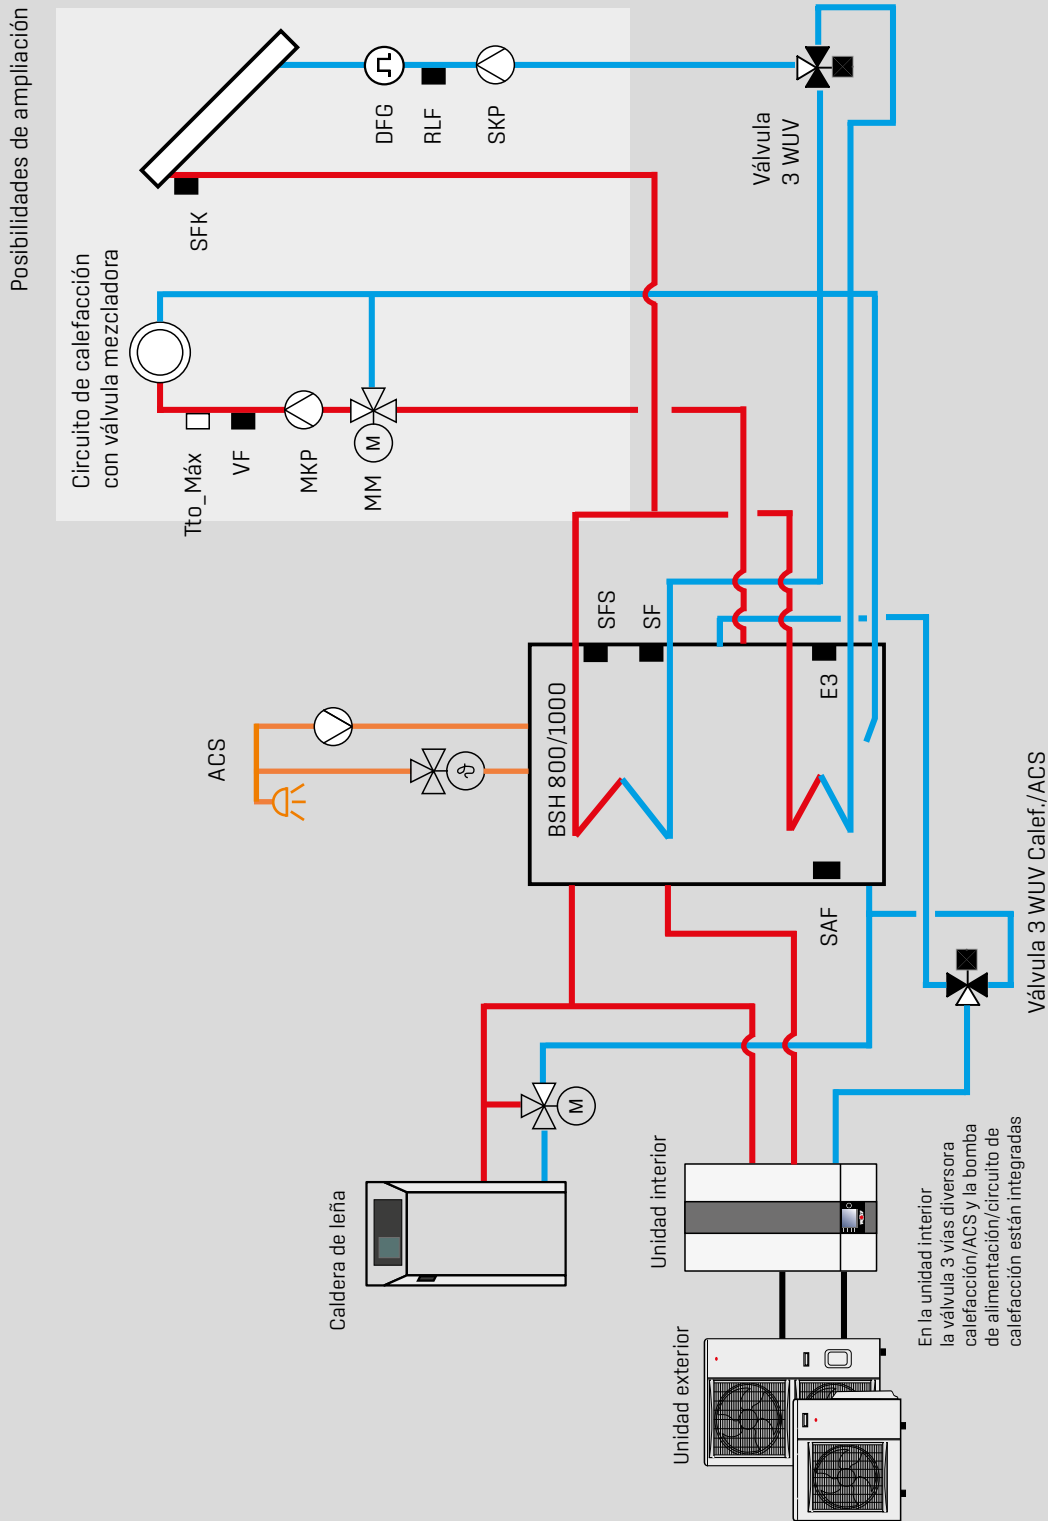 Posibilidades de ampliación
Circuito de calefacción
con válvula mezcladora
Tto_Máx
VF
MKP
MM
M
SFK
DFG
RLF
SKP
Válvula
3 WUV
ACS
ϑ
BSH 800/1000
SFS
SF
E3
SAF
Caldera de leña
M
Unidad interior
Unidad exterior
En la unidad interior
la válvula 3 vías diversora
calefacción/ACS y la bomba
de alimentación/circuito de
calefacción están integradas
Válvula 3 WUV Calef./ACS